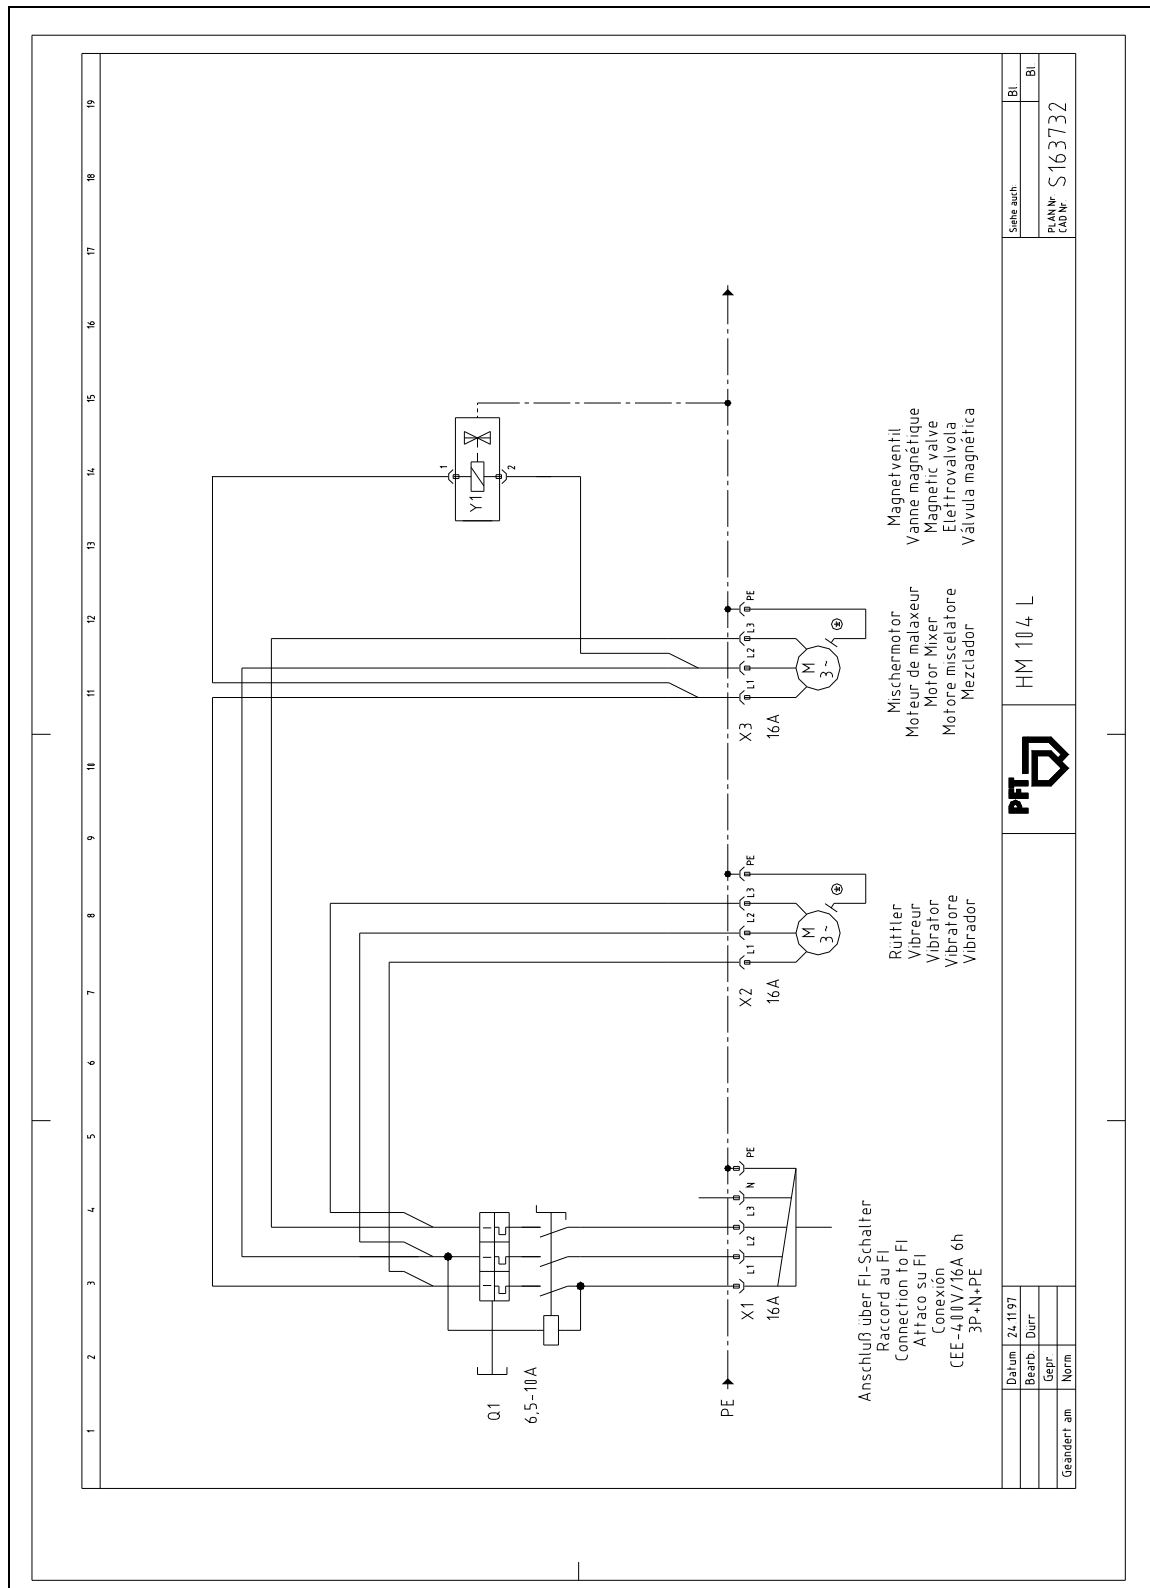 1 2 3 4 5 6 7 8 9 10 11 12 13 14 15 16 17 18 19
Y1
1
2
Q1
6,5-10A
PE
X1
16A
L1 L2 L3 N PE
X2
16A
L1 L2 L3 PE
M
3~
X3
16A
L1 L2 L3 PE
M
3~
Anschluß über FI-Schalter
Raccord au FI
Connection to FI
Attaco su FI
Conexión
CEE-400V/16A 6h
3P+N+PE
Rüttler
Vibreur
Vibrator
Vibratore
Vibrador
Mischermotor
Moteur de malaxeur
Motor Mixer
Motore miscelatore
Mezclador
Magnetventil
Vanne magnétique
Magnetic valve
Elettrovalvola
Válvula magnética
Geändert am
Datum 24.11.97
Bearb. Dürr
Gepr.
Norm
PFT
HM 104 L
Siehe auch: Bl.
Bl.
PLAN Nr.
CAD Nr. S163732